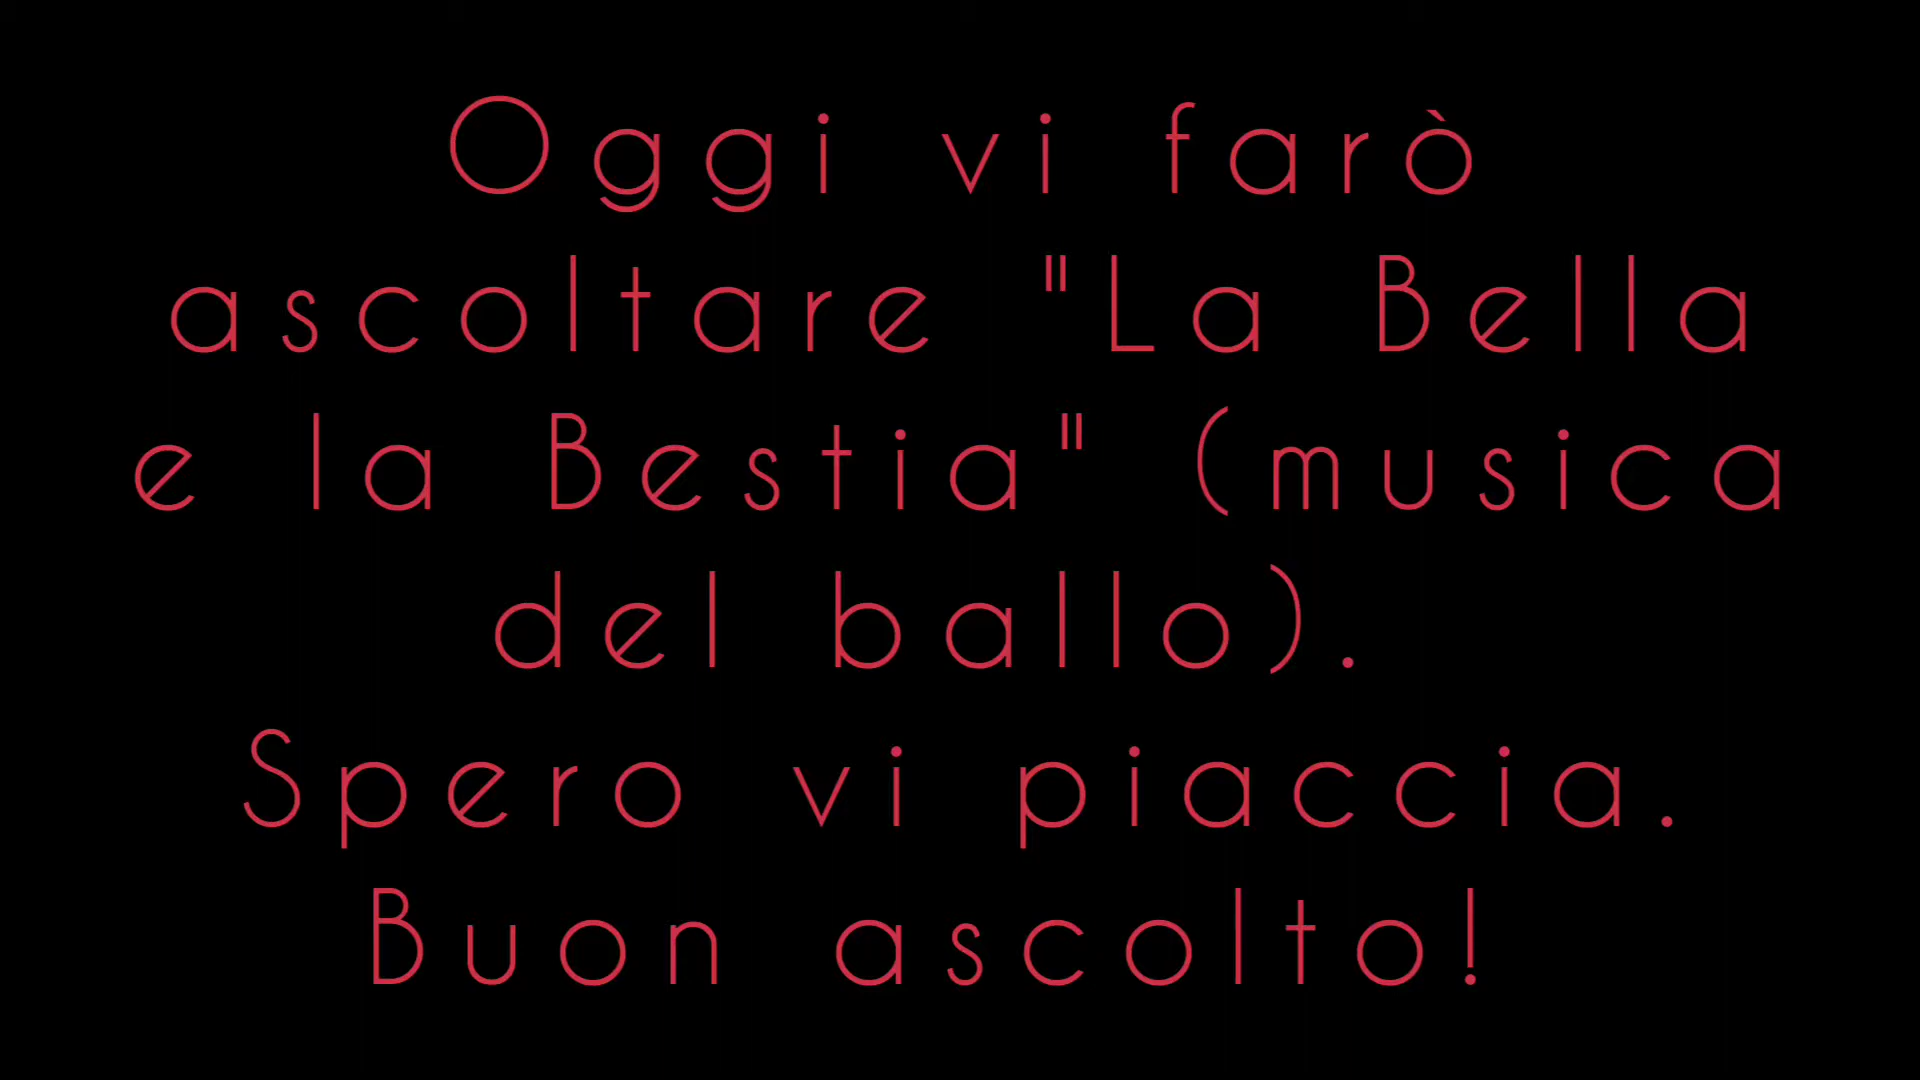 Oggi vi farò
ascoltare "La Bella
e la Bestia" (musica
del ballo).
Spero vi piaccia.
Buon ascolto!